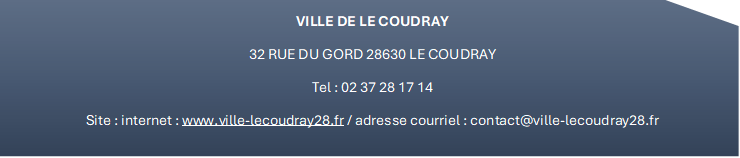 VILLE DE LE COUDRAY
32 RUE DU GORD 28630 LE COUDRAY
Tel : 02 37 28 17 14
Site : internet : www.ville-lecoudray28.fr / adresse courriel : contact@ville-lecoudray28.fr